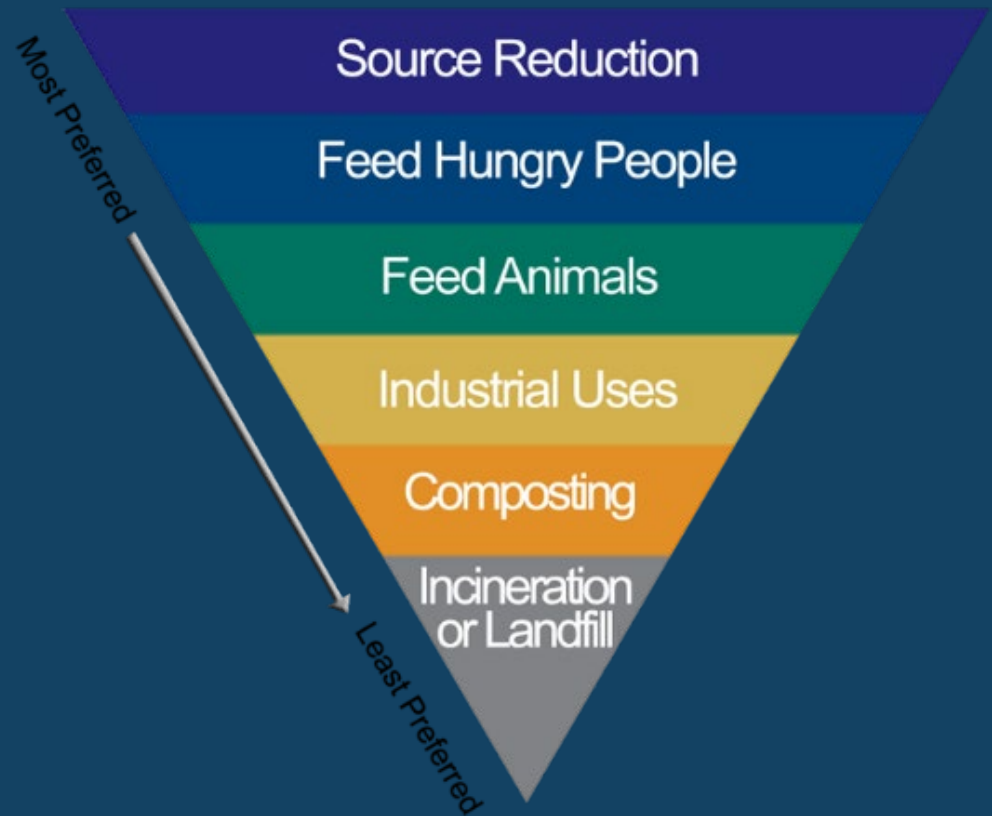 Most Preferred
Source Reduction
Feed Hungry People
Feed Animals
Industrial Uses
Composting
Incineration
or Landfill
Least Preferred